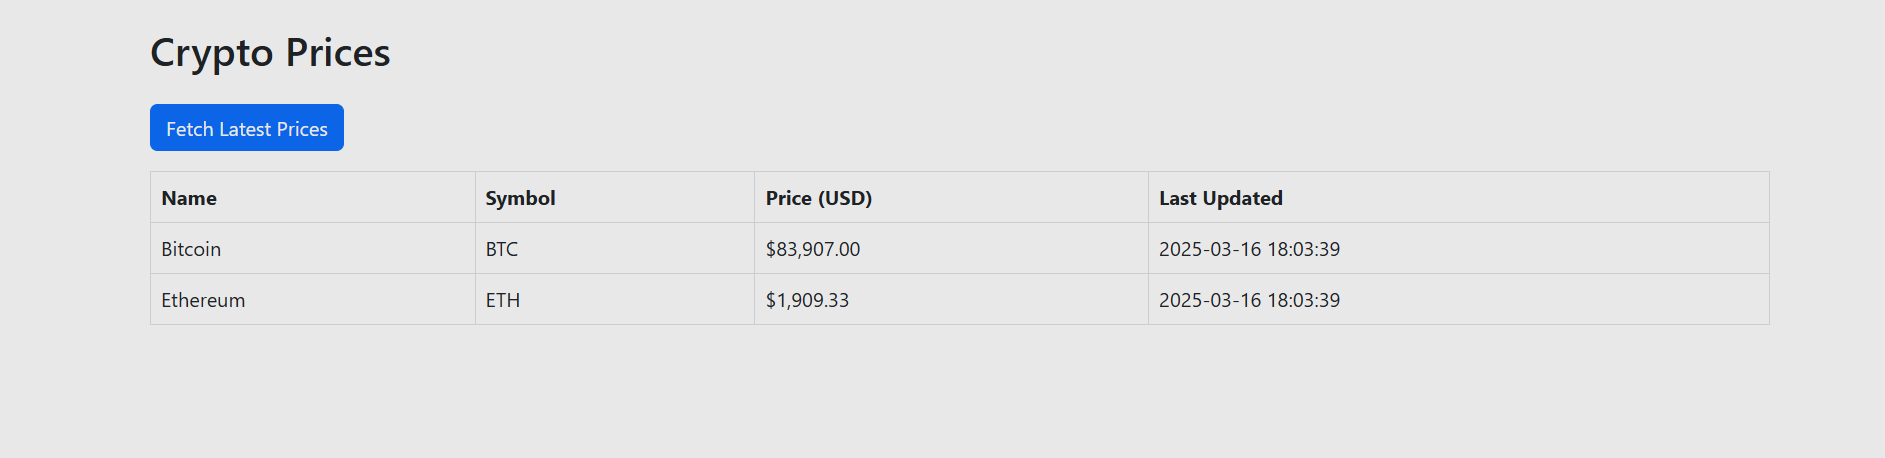 Crypto Prices
Fetch Latest Prices
Name Symbol Price (USD) Last Updated
Bitcoin BTC $83,907.00 2025-03-16 18:03:39
Ethereum ETH $1,909.33 2025-03-16 18:03:39